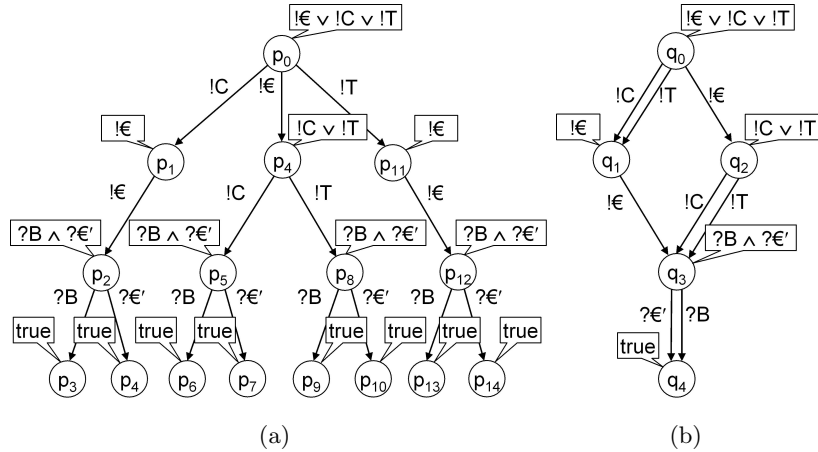 !€ ∨ !C ∨ !T !€ ∨ !C ∨ !T
p0 q0
!C !€ !T !C !T !€
!€ !C ∨ !T !€ !€ !C ∨ !T
p1 p4 p11 q1 q2
!€ !C !T !€ !€ !C !T
?B ∧ ?€' ?B ∧ ?€' ?B ∧ ?€' ?B ∧ ?€' ?B ∧ ?€'
p2 p5 p8 p12 q3
?B ?€' ?B ?€' ?B ?€' ?B ?€' ?€' ?B
true true true true true true true true true
p3 p4 p6 p7 p9 p10 p13 p14 q4
(a) (b)